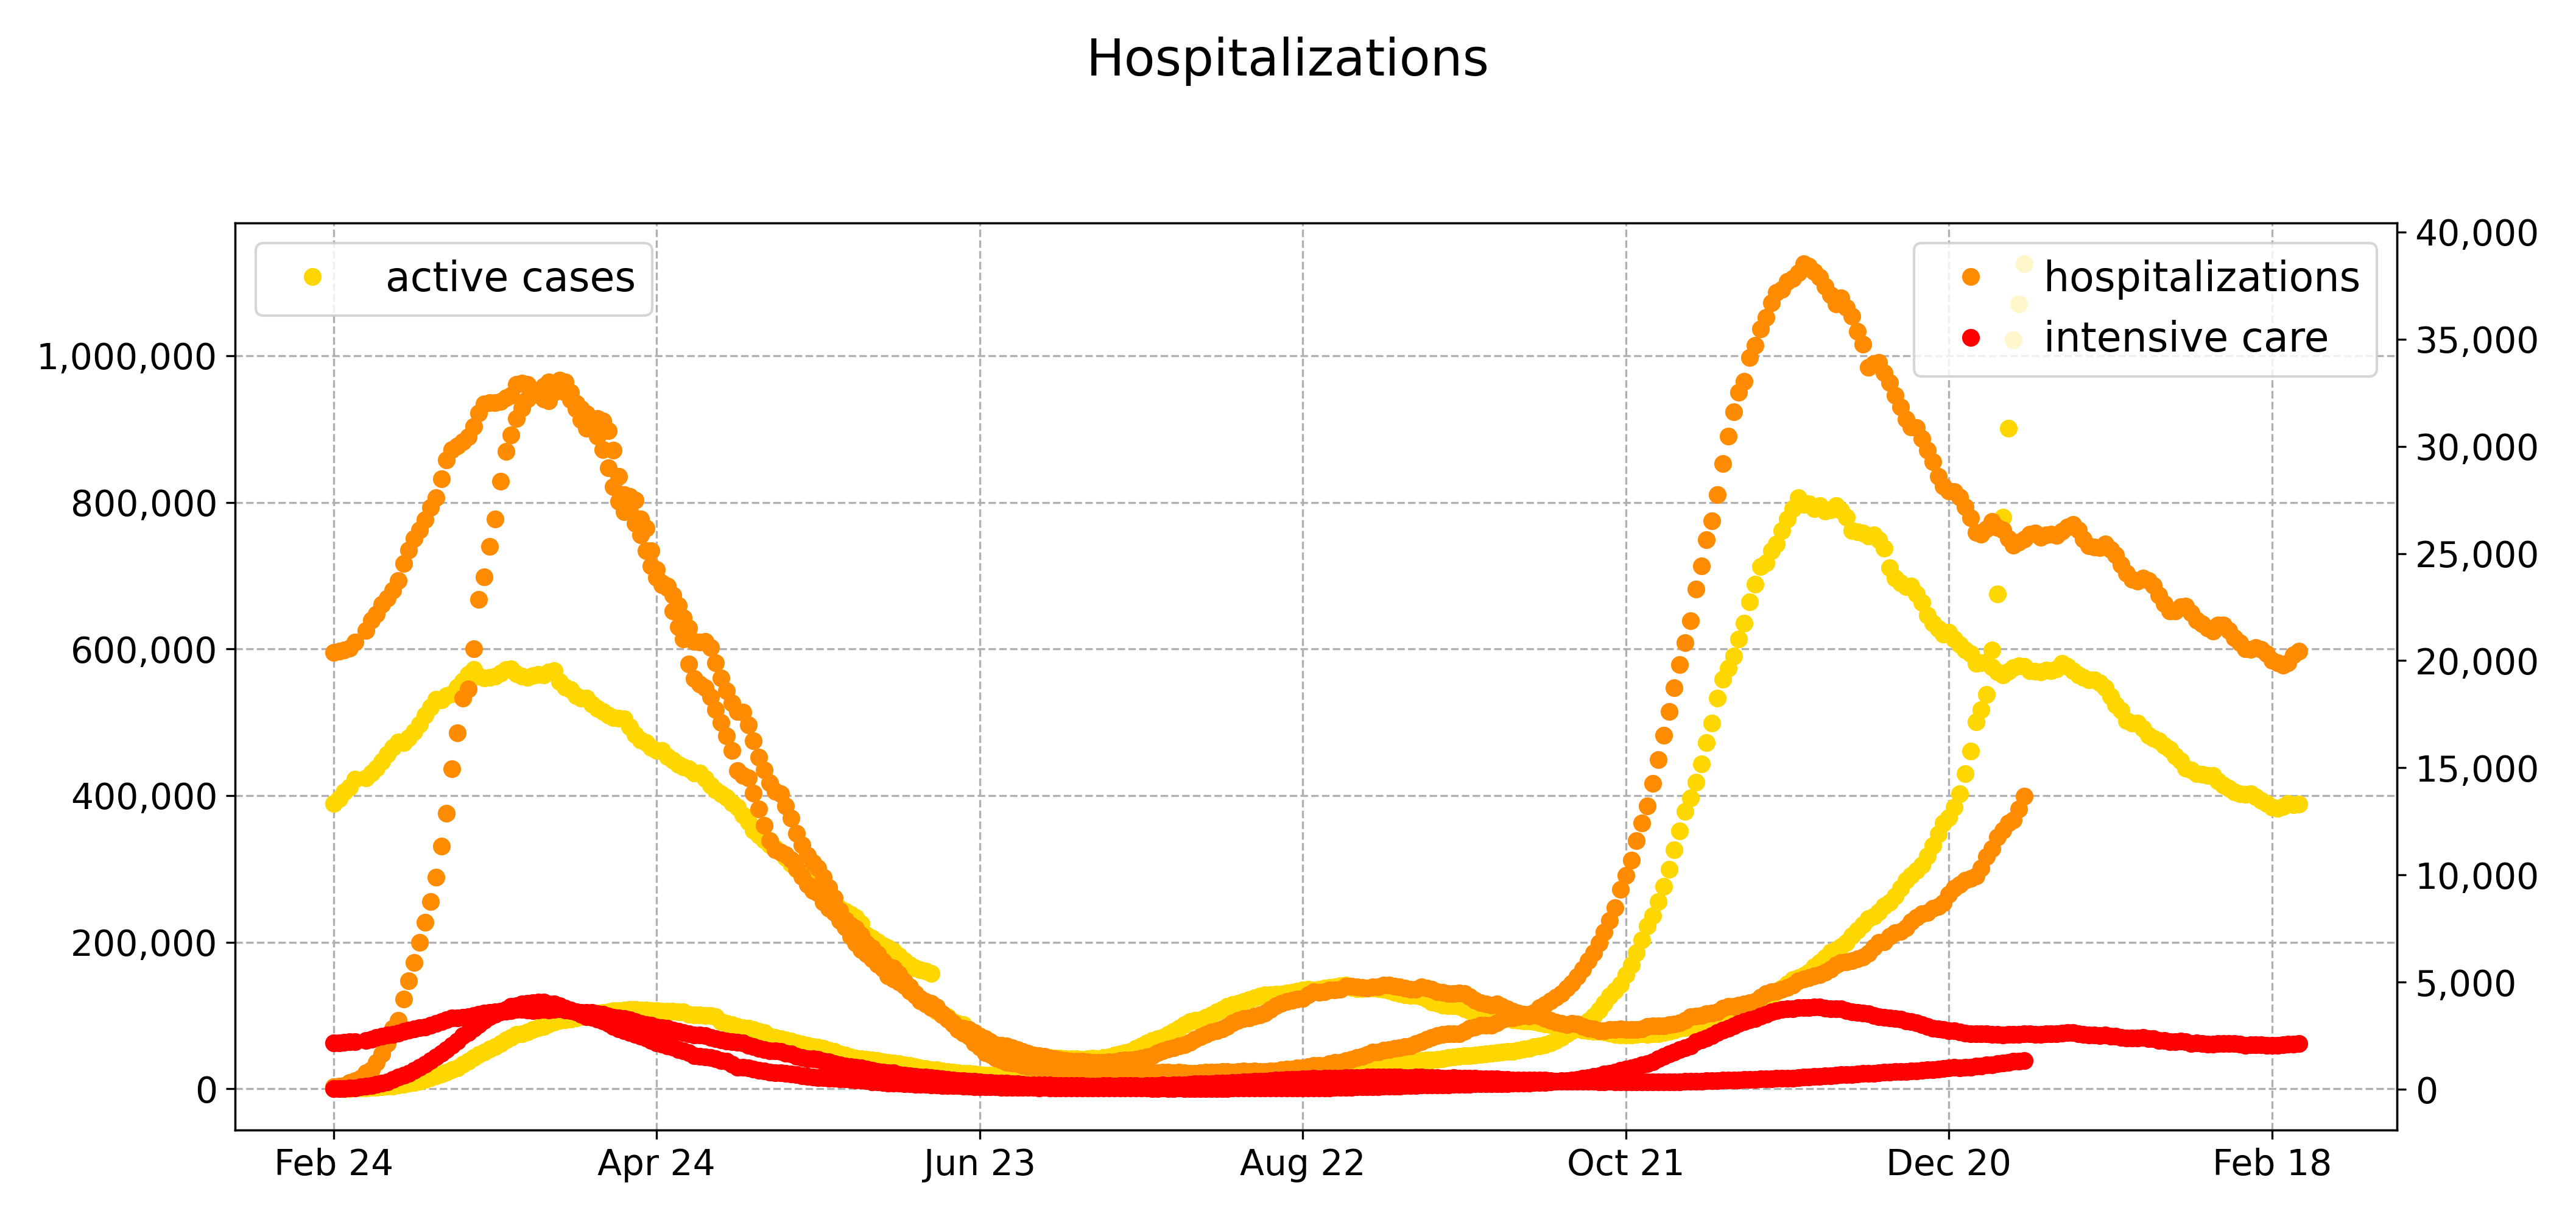 Hospitalizations
active cases
hospitalizations
intensive care
1,000,000
800,000
600,000
400,000
200,000
0
40,000
35,000
30,000
25,000
20,000
15,000
10,000
5,000
0
Feb 24
Apr 24
Jun 23
Aug 22
Oct 21
Dec 20
Feb 18